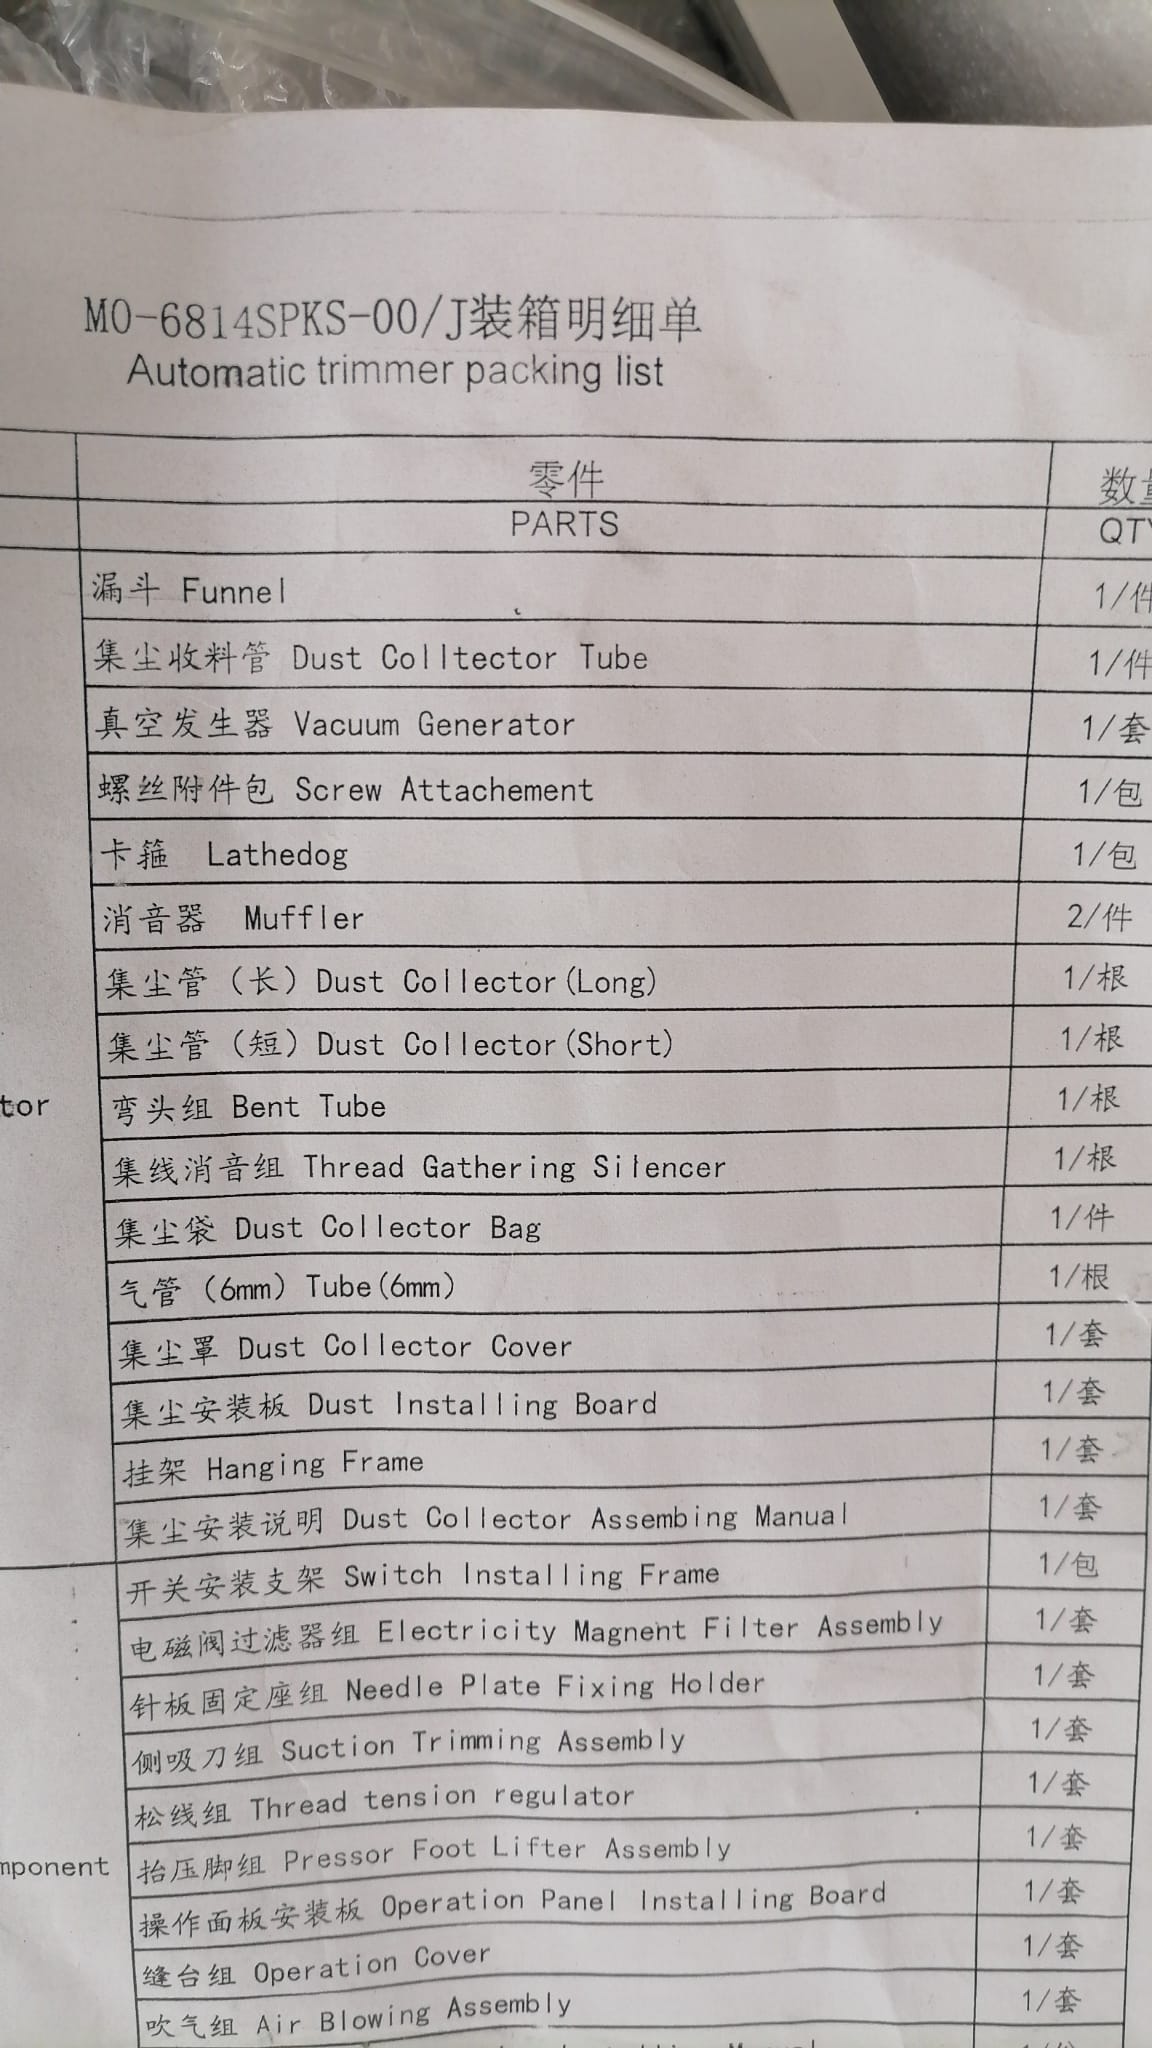 MO-6814SPKS-00/J装箱明细单
Automatic trimmer packing list
零件 数量
PARTS QTY
漏斗 Funnel 1/件
集尘收料管 Dust Colltector Tube 1/件
真空发生器 Vacuum Generator 1/套
螺丝附件包 Screw Attachement 1/包
卡箍 Lathedog 1/包
消音器 Muffler 2/件
集尘管（长）Dust Collector(Long) 1/根
集尘管（短）Dust Collector(Short) 1/根
tor 弯头组 Bent Tube 1/根
集线消音组 Thread Gathering Silencer 1/根
集尘袋 Dust Collector Bag 1/件
气管（6mm）Tube(6mm) 1/根
集尘罩 Dust Collector Cover 1/套
集尘安装板 Dust Installing Board 1/套
挂架 Hanging Frame 1/套
集尘安装说明 Dust Collector Assembing Manual 1/套
开关安装支架 Switch Installing Frame 1/包
电磁阀过滤器组 Electricity Magnent Filter Assembly 1/套
针板固定座组 Needle Plate Fixing Holder 1/套
侧吸刀组 Suction Trimming Assembly 1/套
松线组 Thread tension regulator 1/套
mponent 抬压脚组 Pressor Foot Lifter Assembly 1/套
操作面板安装板 Operation Panel Installing Board 1/套
缝台组 Operation Cover 1/套
吹气组 Air Blowing Assembly 1/套